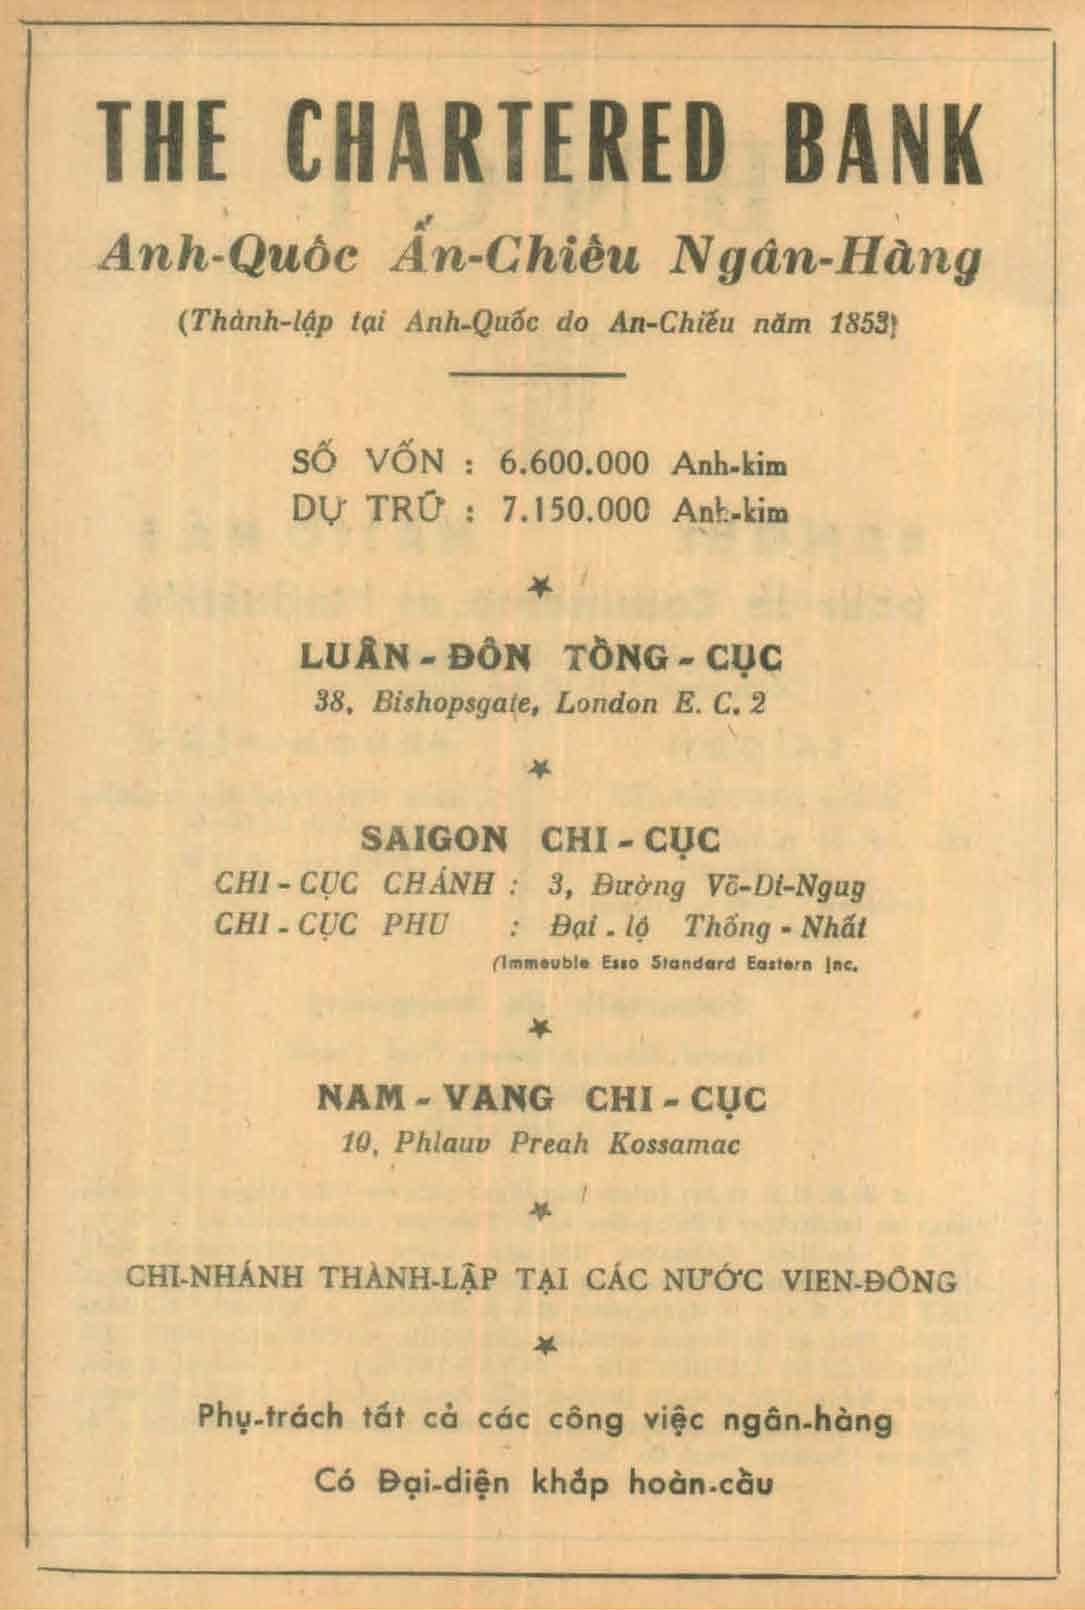 THE CHARTERED BANK
Anh-Quốc Ấn-Chiếu Ngân-Hàng
(Thành-lập tại Anh-Quốc do An-Chiếu năm 1853)
SỐ VỐN : 6.600.000 Anh-kim
DỰ TRỮ : 7.150.000 Anh-kim
LUÂN - ĐÔN TỔNG - CỤC
38, Bishopsgate, London E. C. 2
SAIGON CHI - CỤC
CHI - CỤC CHÁNH : 3, Đường Võ-Di-Nguy
CHI - CỤC PHU : Đại - lộ Thống - Nhất
(Immeuble Esso Standard Eastern Inc.
NAM - VANG CHI - CỤC
10, Phlauv Preah Kossamac
CHI-NHÁNH THÀNH-LẬP TẠI CÁC NƯỚC VIEN-ĐÔNG
Phụ-trách tất cả các công việc ngân-hàng
Có Đại-diện khắp hoàn-cầu